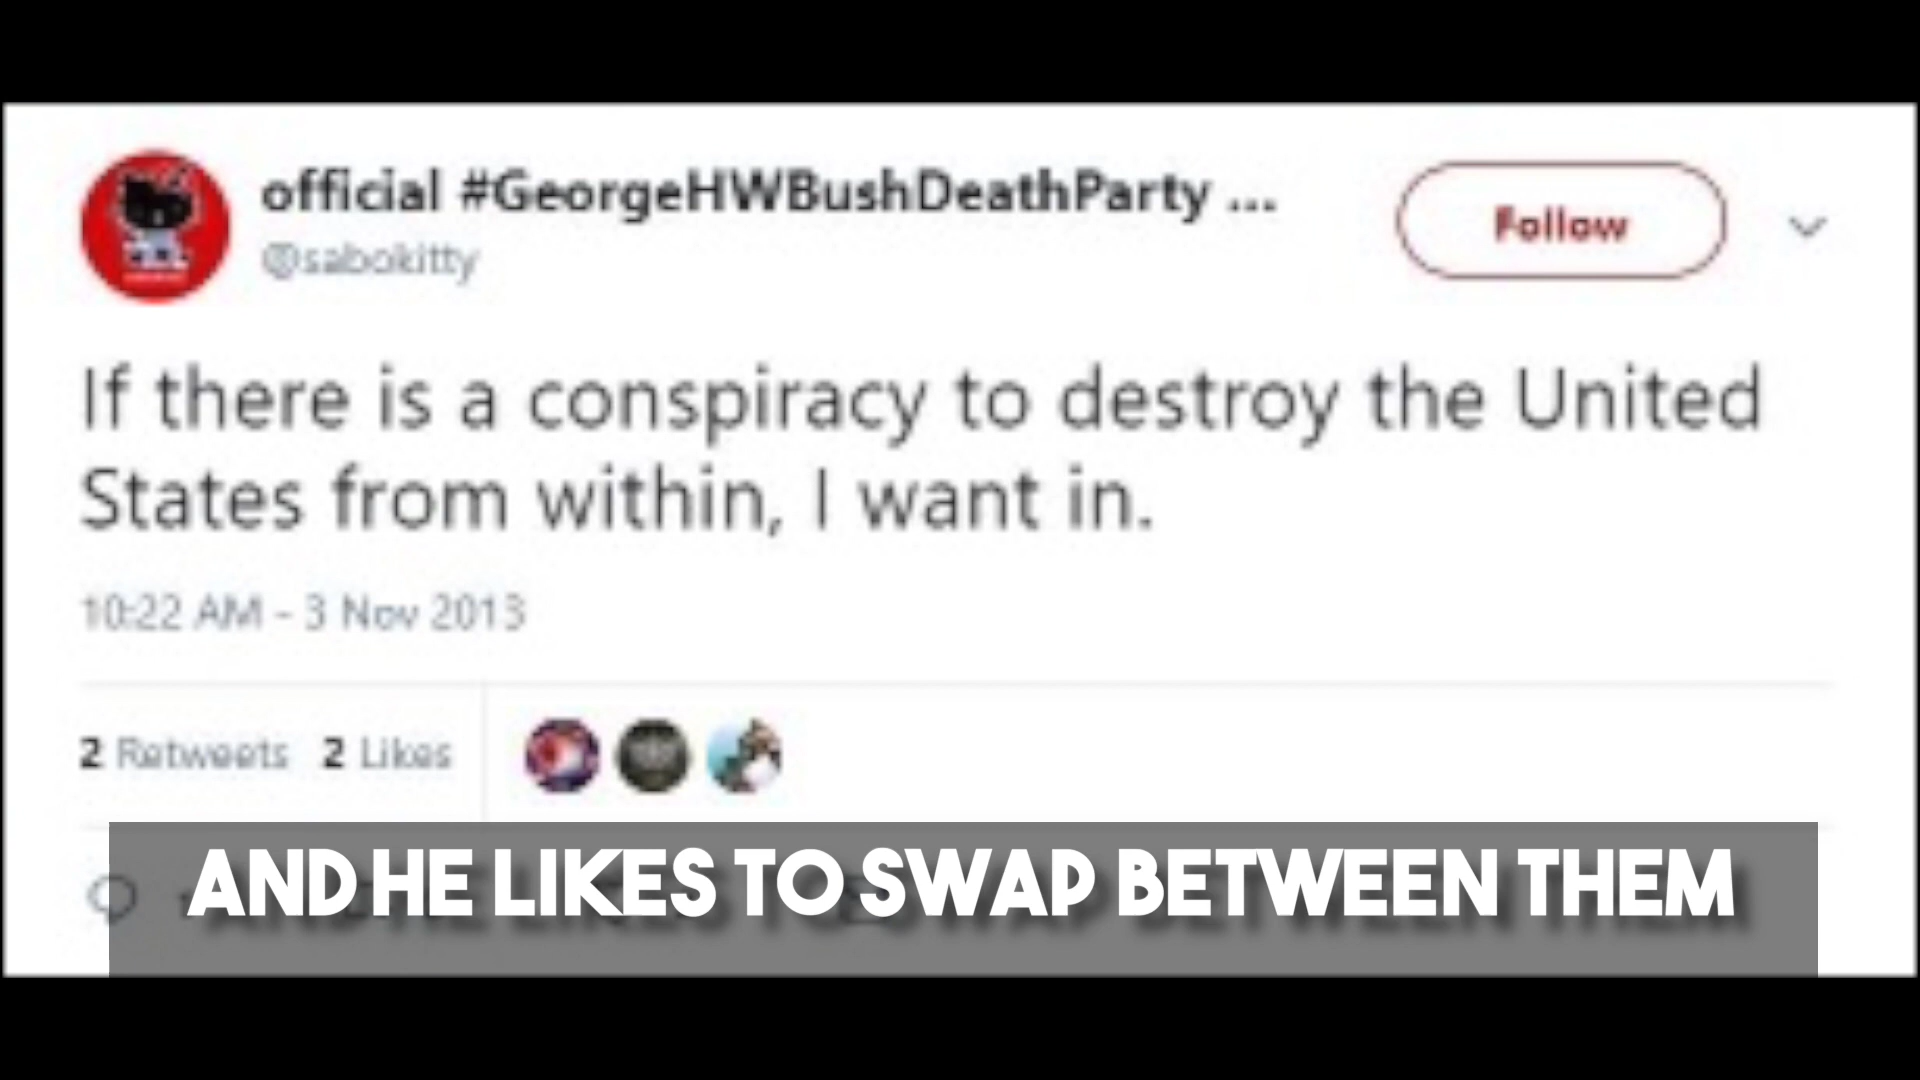 official #GeorgeHWBushDeathParty ...
@sabokitty
Follow
If there is a conspiracy to destroy the United
States from within, I want in.
10:22 AM - 3 Nov 2013
2 Retweets 2 Likes
AND HE LIKES TO SWAP BETWEEN THEM